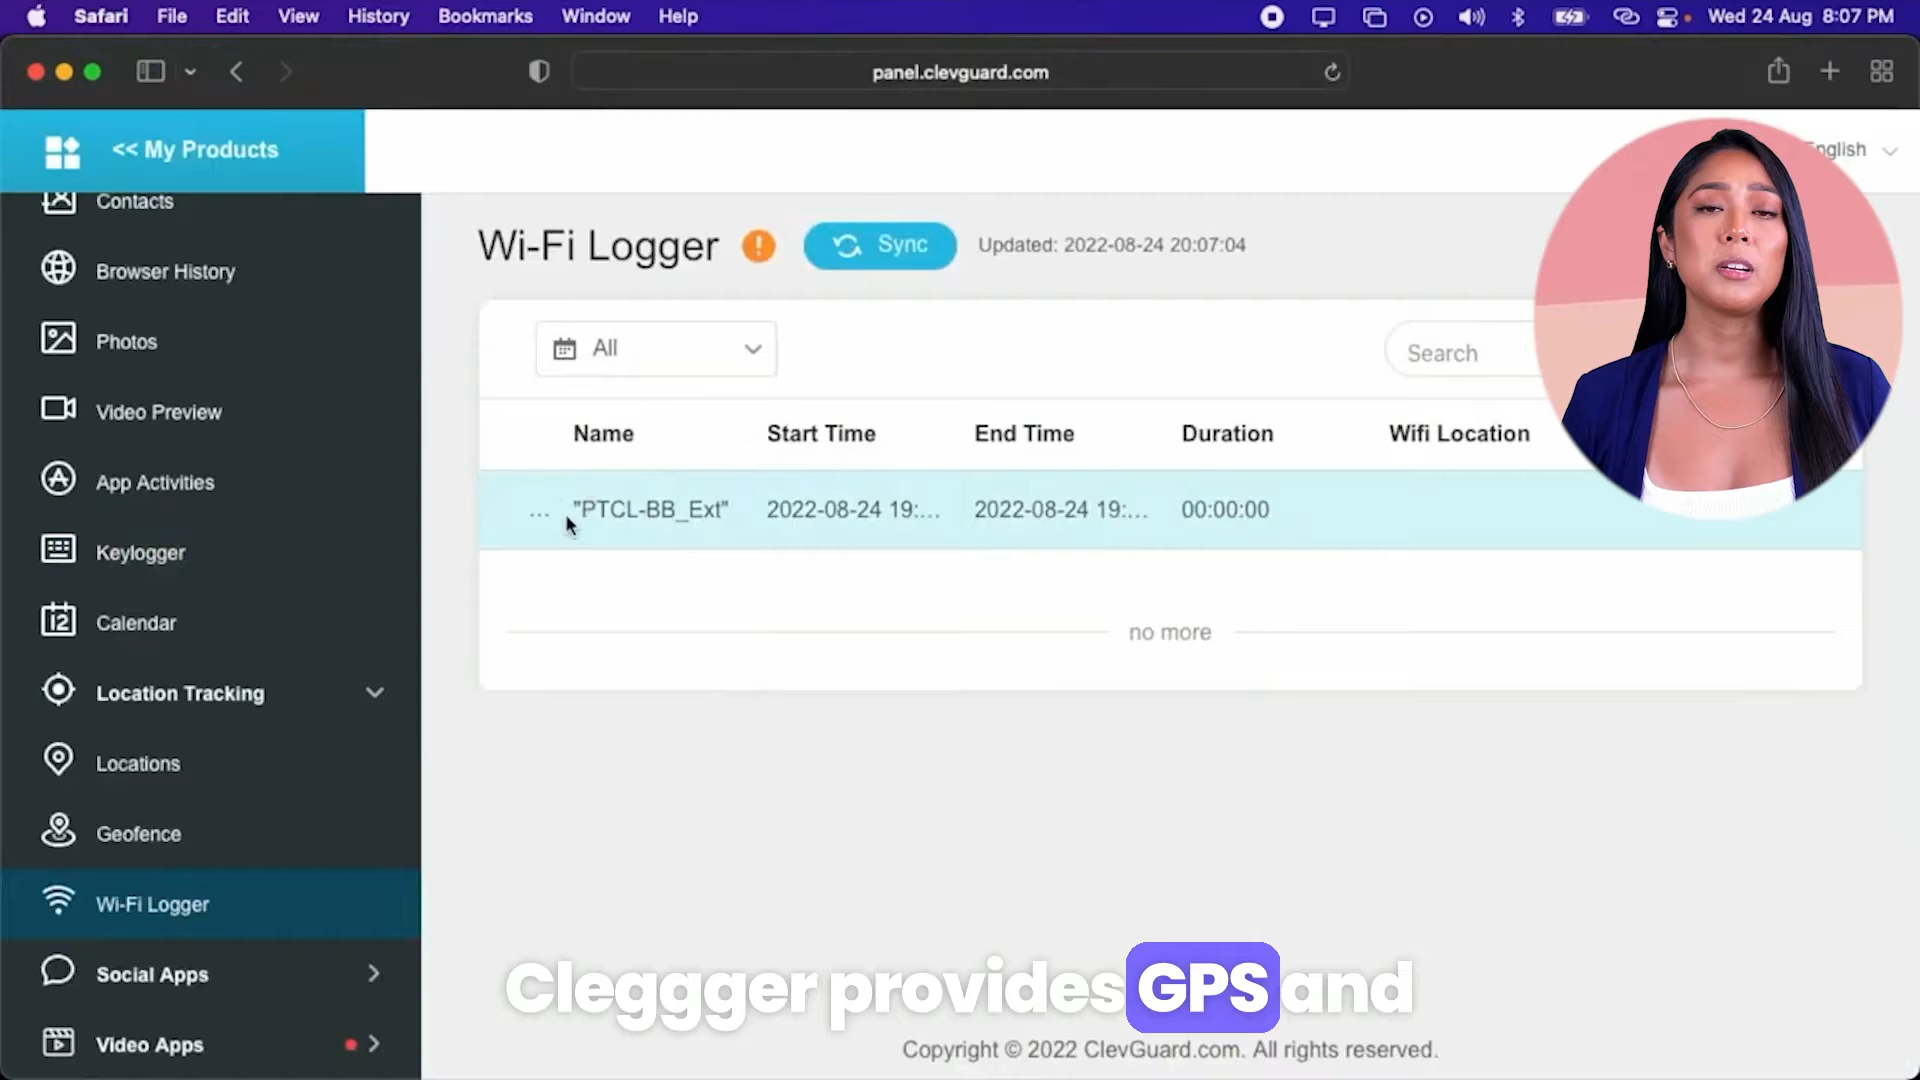 Safari File Edit View History Bookmarks Window Help Wed 24 Aug 8:07 PM
panel.clevguard.com
<< My Products
English
Contacts
Browser History
Photos
Video Preview
App Activities
Keylogger
12
Calendar
Location Tracking
Locations
Geofence
Wi-Fi Logger
Social Apps
Video Apps
Wi-Fi Logger ! Sync Updated: 2022-08-24 20:07:04
All
Search
Name Start Time End Time Duration Wifi Location
... "PTCL-BB_Ext" 2022-08-24 19:... 2022-08-24 19:... 00:00:00
no more
Cleggger provides GPS and
Copyright © 2022 ClevGuard.com. All rights reserved.